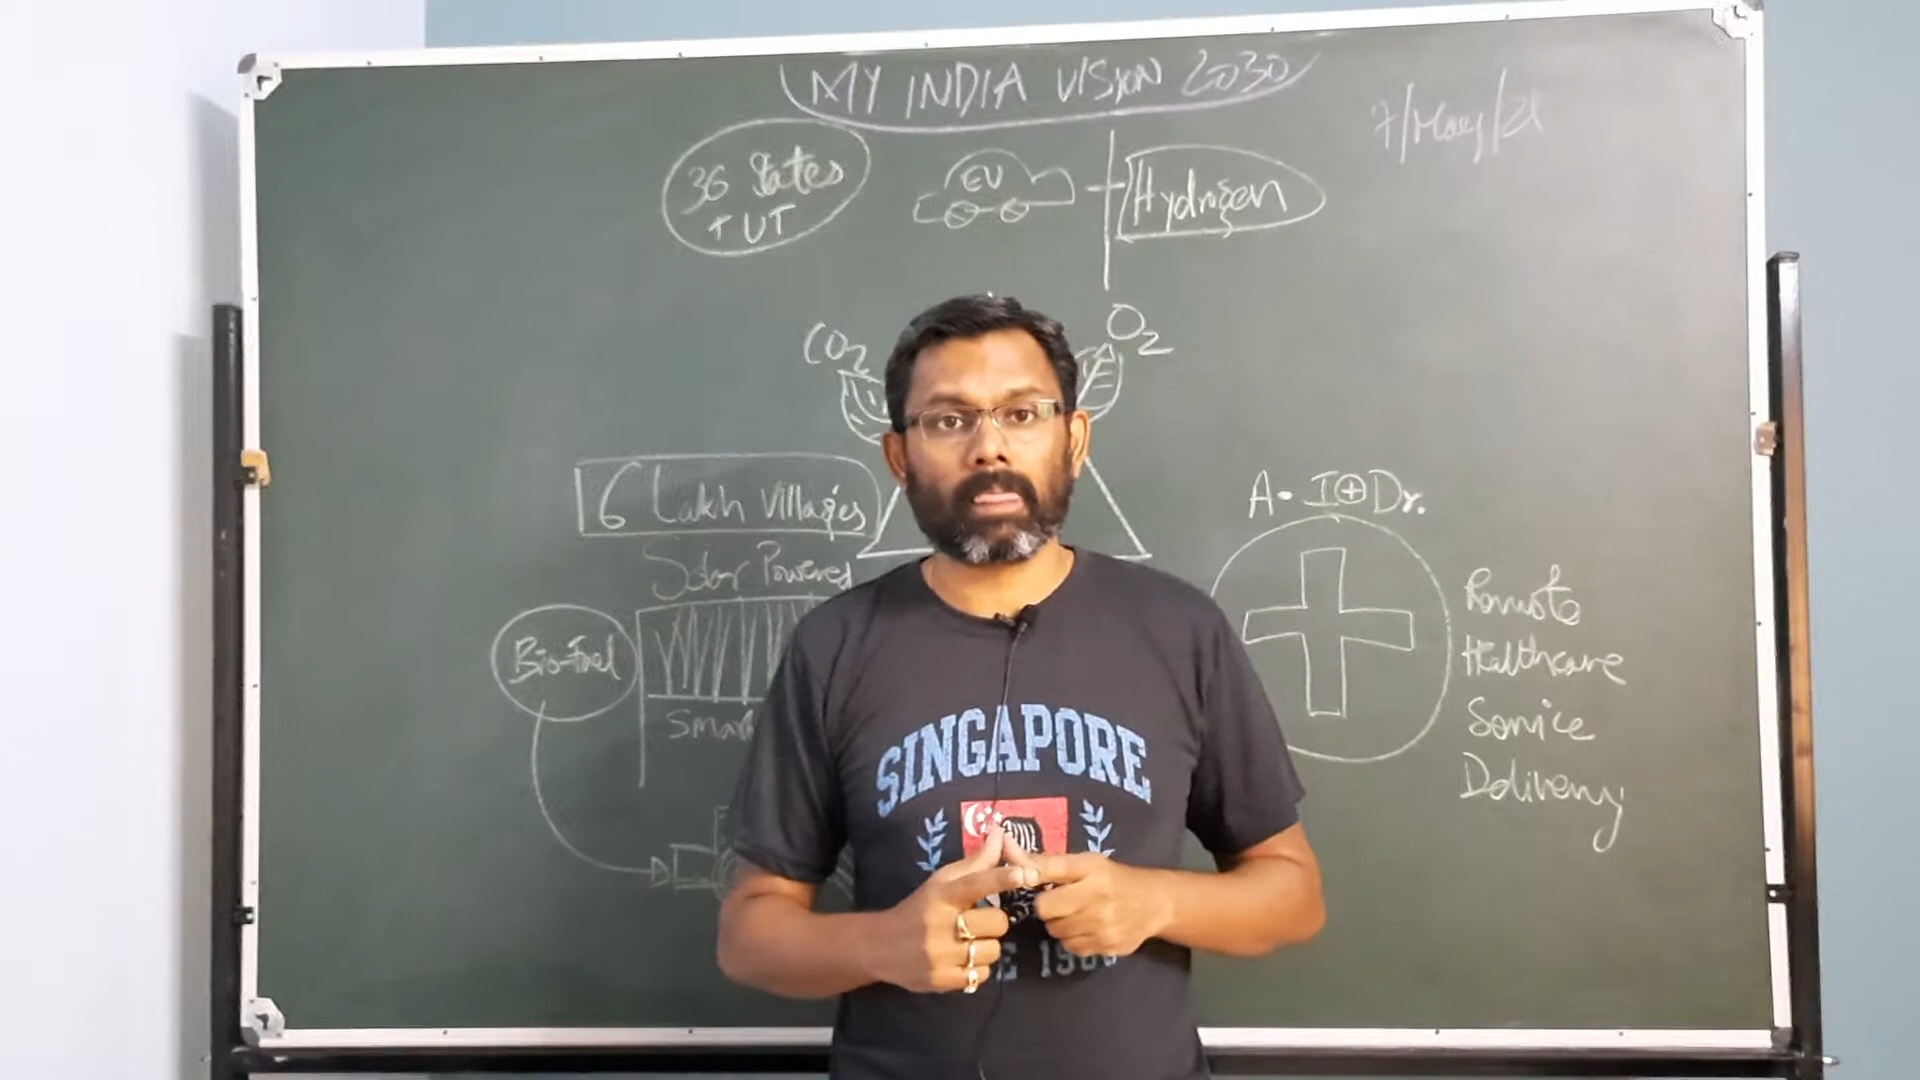 MY INDIA VISION 2030
7/May/21
36 States
+ UT
EV
Hydrogen
CO2
O2
6 Lakh Villages
Solar Powered
Bio-Fuel
Smart
A.I + Dr.
Remote
Healthcare
Service
Delivery
SINGAPORE